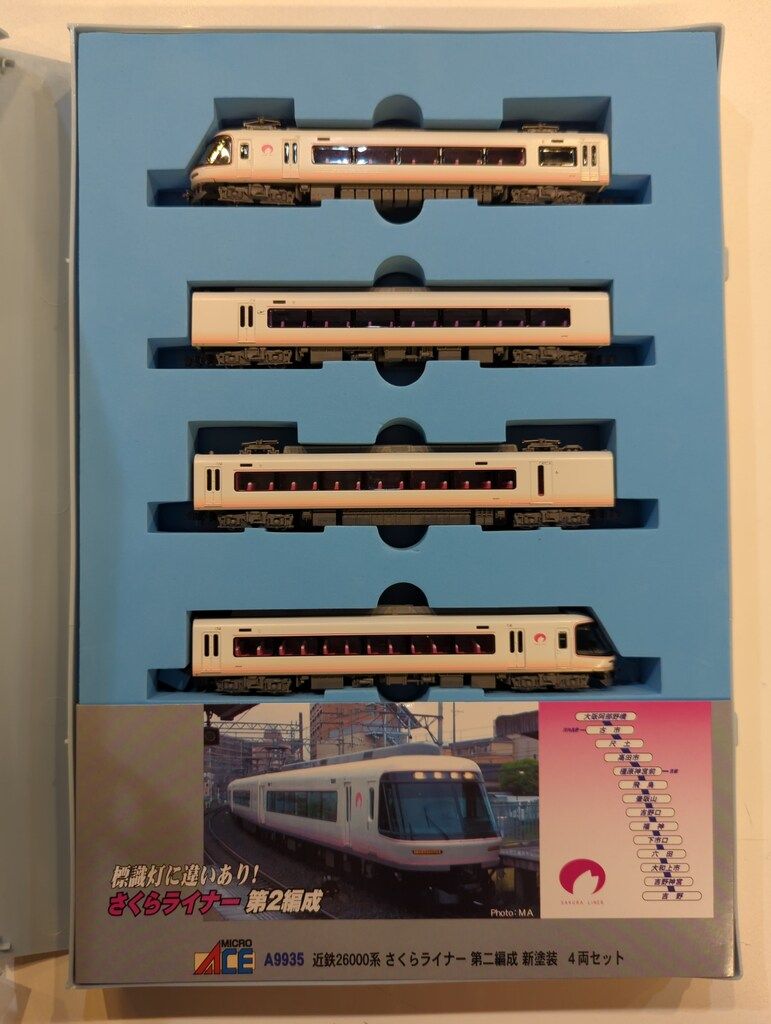 大阪阿部野橋
古市
尺土
高田市
橿原神宮前
飛鳥
壷阪山
吉野口
福神
下市口
六田
大和上市
吉野神宮
吉野
SAKURA LINER
標識灯に違いあり!
さくらライナー 第2編成
Photo: MA
MICRO ACE A9935 近鉄26000系 さくらライナー 第二編成 新塗装 4両セット